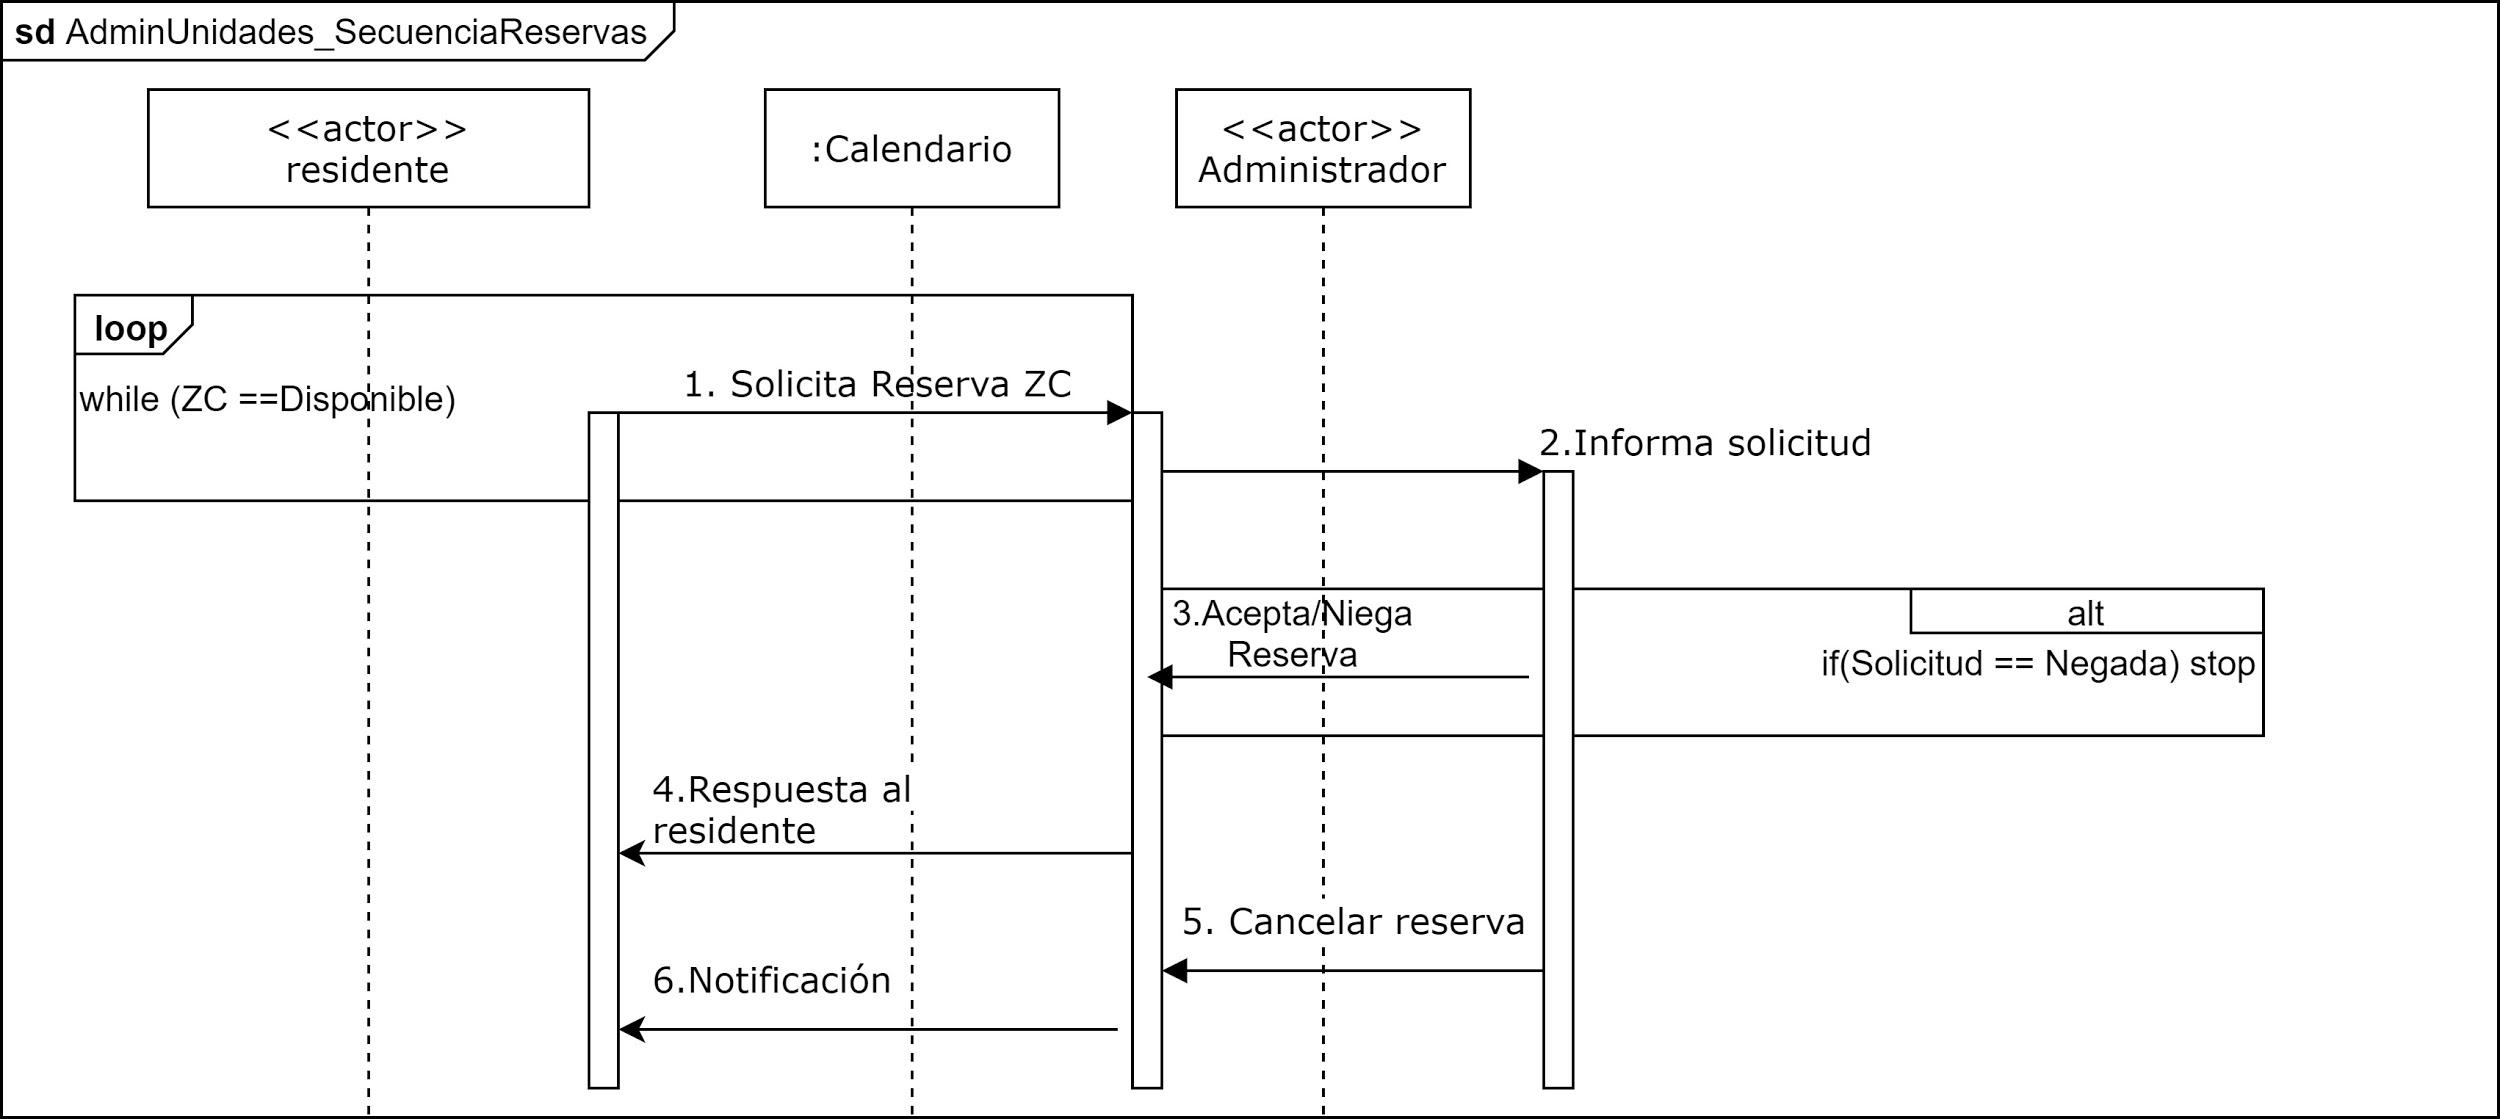 sd AdminUnidades_SecuenciaReservas
<<actor>>
residente
:Calendario
<<actor>>
Administrador
loop
while (ZC ==Disponible)
1. Solicita Reserva ZC
2.Informa solicitud
3.Acepta/Niega
Reserva
alt
if(Solicitud == Negada) stop
4.Respuesta al
residente
5. Cancelar reserva
6.Notificación